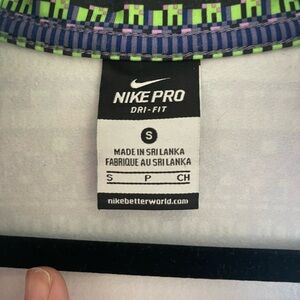 NIKE PRO
DRI-FIT
S
MADE IN SRI LANKA
FABRIQUE AU SRI LANKA
S P CH
nikebetterworld.com